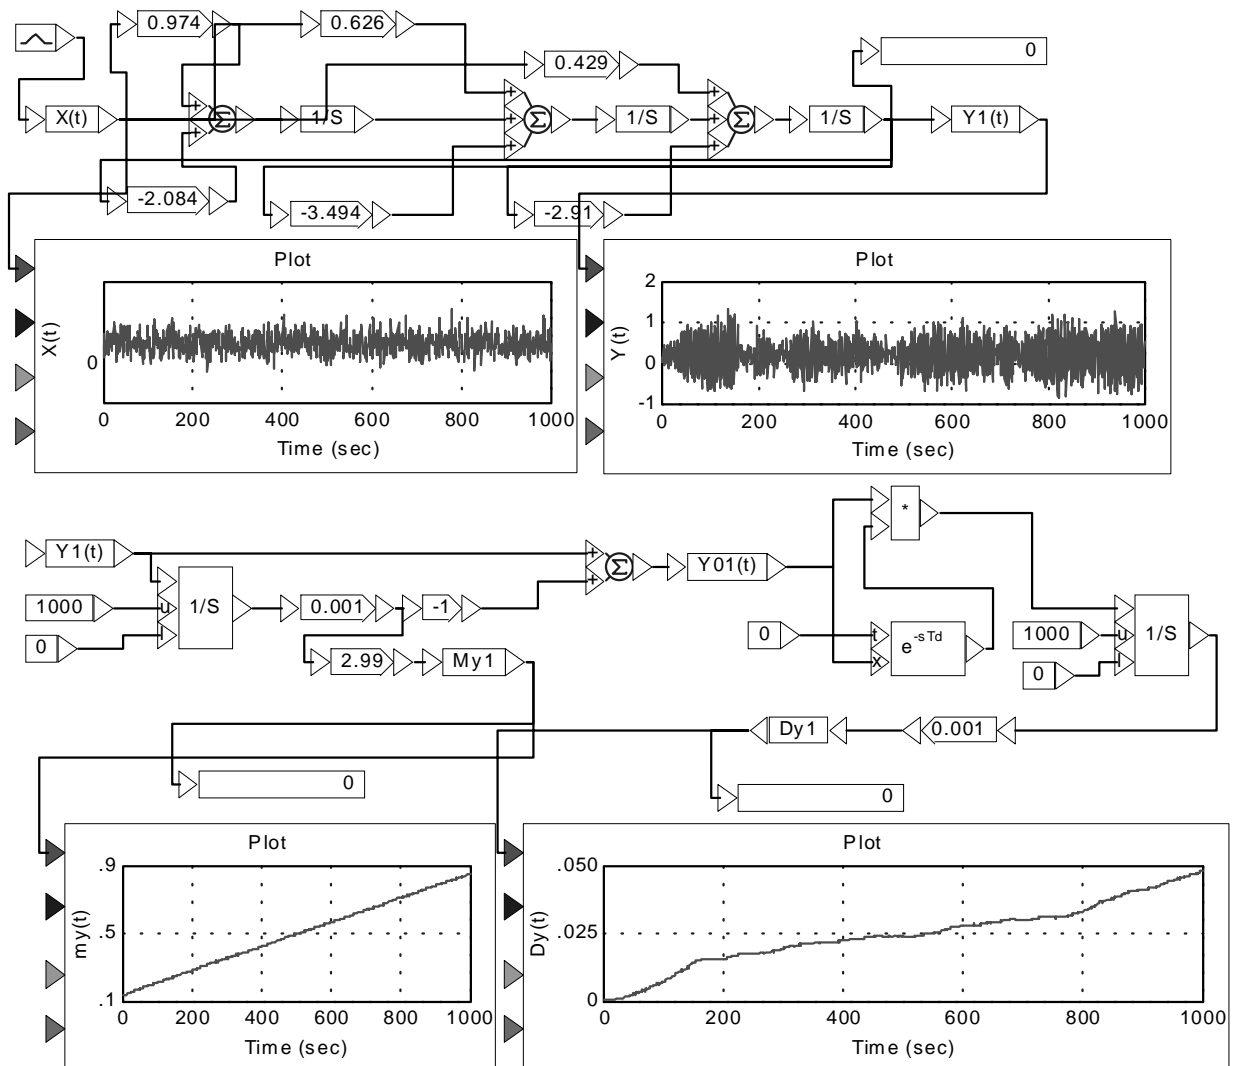 0.974 0.626
0
0.429
X(t) + + Σ 1/S + + + Σ 1/S + + + Σ 1/S Y1(t)
-2.084 -3.494 -2.91
Plot
X(t)
0
0 200 400 600 800 1000
Time (sec)
Plot
Y(t)
2
1
0
-1
0 200 400 600 800 1000
Time (sec)
Y1(t) + + Σ Y01(t) *
1000 u 1/S 0.001 -1
0 l
2.99 My1
0 t x e^-sTd
1000 u 1/S
0 l
Dy1 0.001
0
0
Plot
my(t)
.9
.5
.1
0 200 400 600 800 1000
Time (sec)
Plot
Dy(t)
.050
.025
0
0 200 400 600 800 1000
Time (sec)